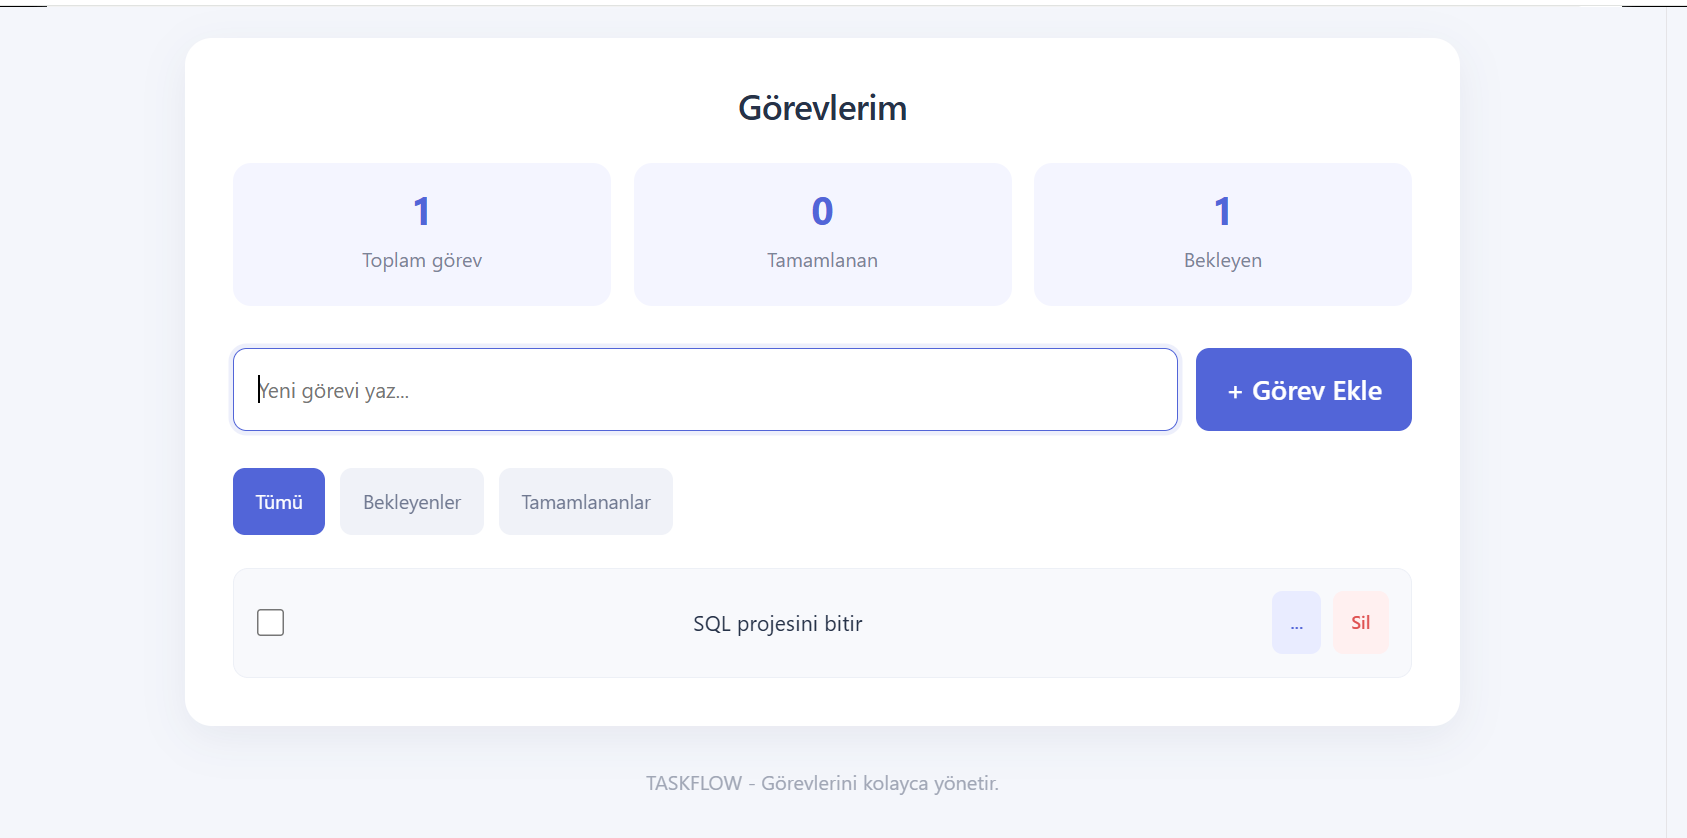 Görevlerim
1
Toplam görev
0
Tamamlanan
1
Bekleyen
Yeni görevi yaz...
+ Görev Ekle
Tümü
Bekleyenler
Tamamlananlar
SQL projesini bitir
...
Sil
TASKFLOW - Görevlerini kolayca yönetir.